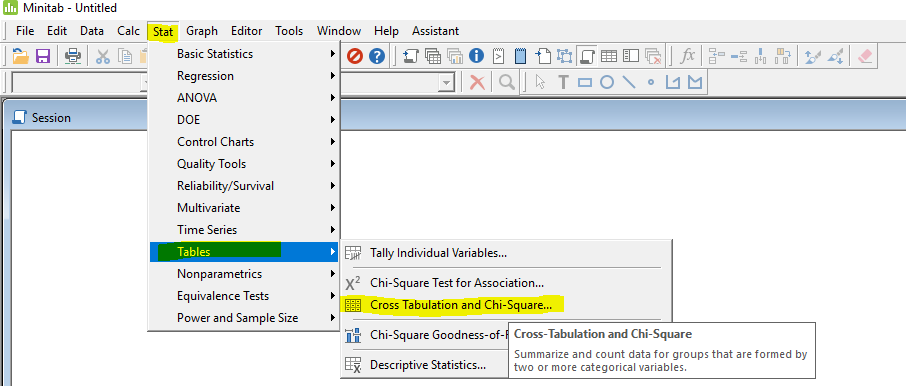 Minitab - Untitled
File Edit Data Calc Stat Graph Editor Tools Window Help Assistant
Session
Basic Statistics
Regression
ANOVA
DOE
Control Charts
Quality Tools
Reliability/Survival
Multivariate
Time Series
Tables
Nonparametrics
Equivalence Tests
Power and Sample Size
Tally Individual Variables...
X² Chi-Square Test for Association...
Cross Tabulation and Chi-Square...
Chi-Square Goodness-of-F
Descriptive Statistics...
Cross-Tabulation and Chi-Square
Summarize and count data for groups that are formed by
two or more categorical variables.